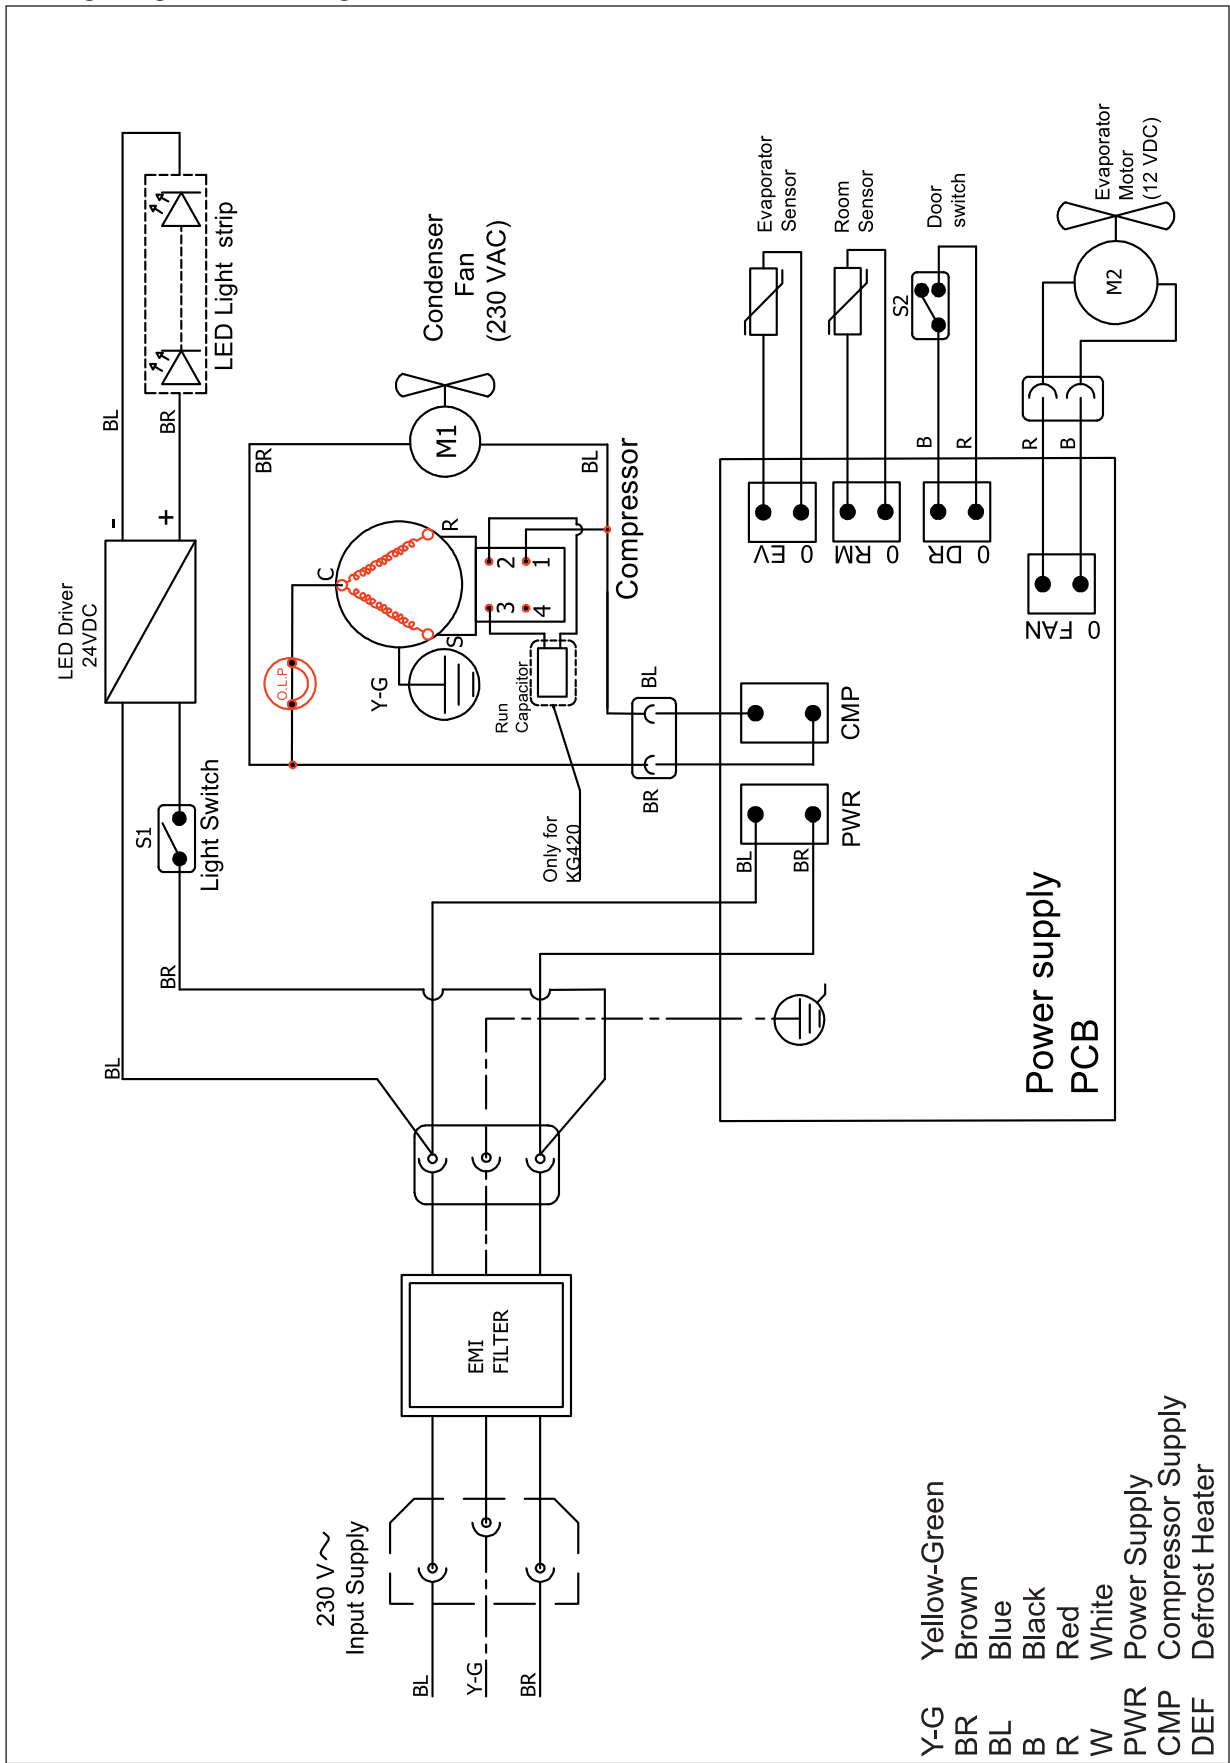 LED Driver
24VDC
-
+
BL
BR
LED Light strip
S1
Light Switch
BR
BL
Condenser
Fan
(230 VAC)
M1
BR
BL
Compressor
C
R
S
O.L.P
Y-G
2
1
3
4
Run
Capacitor
Only for
KG420
BL
BR
CMP
PWR
BL
BR
Evaporator
Sensor
Room
Sensor
Door
switch
S2
Evaporator
Motor
(12 VDC)
M2
B
R
R
B
0 EV
0 RM
0 DR
0 FAN
Power supply
PCB
EMI
FILTER
230 V~
Input Supply
BL
Y-G
BR
Y-G Yellow-Green
BR Brown
BL Blue
B Black
R Red
W White
PWR Power Supply
CMP Compressor Supply
DEF Defrost Heater